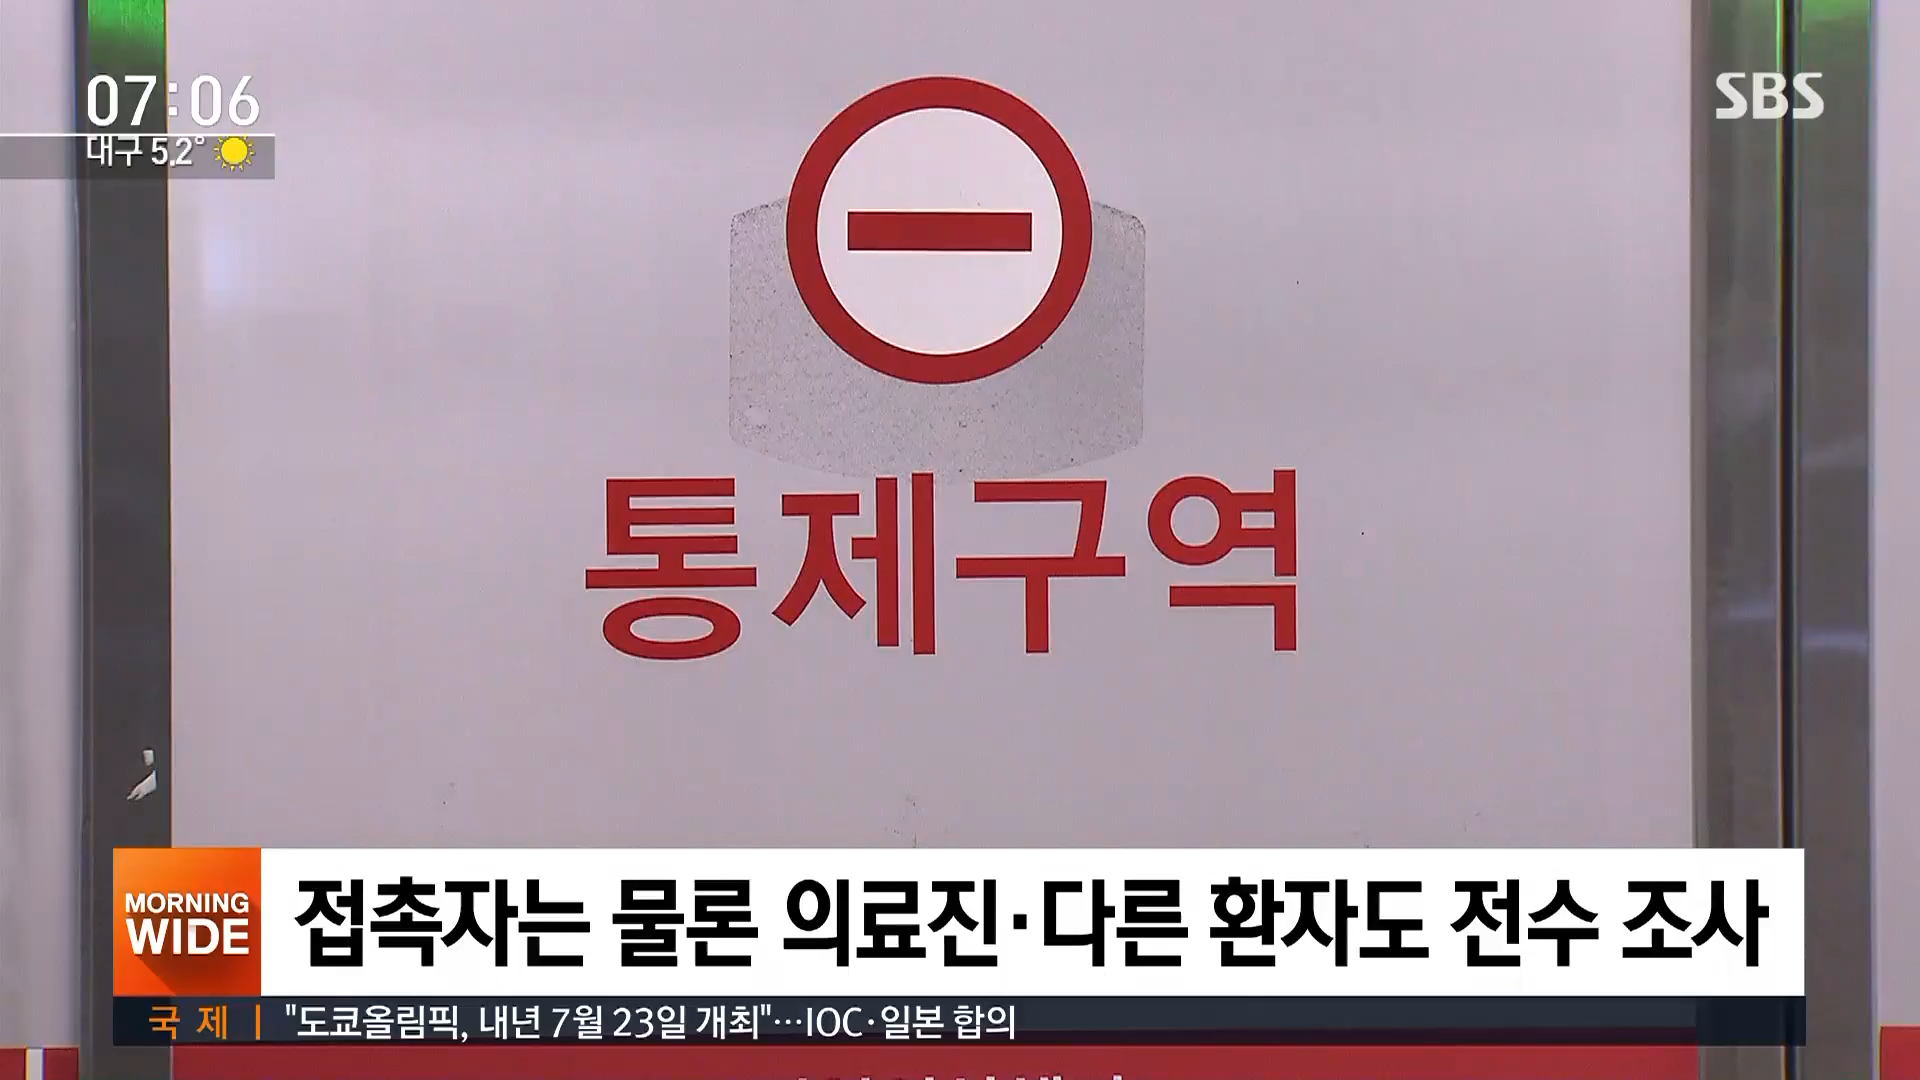 07:06
대구 5.2°
SBS
통제구역
MORNING
WIDE
접촉자는 물론 의료진·다른 환자도 전수 조사
국제 | "도쿄올림픽, 내년 7월 23일 개최"…IOC·일본 합의